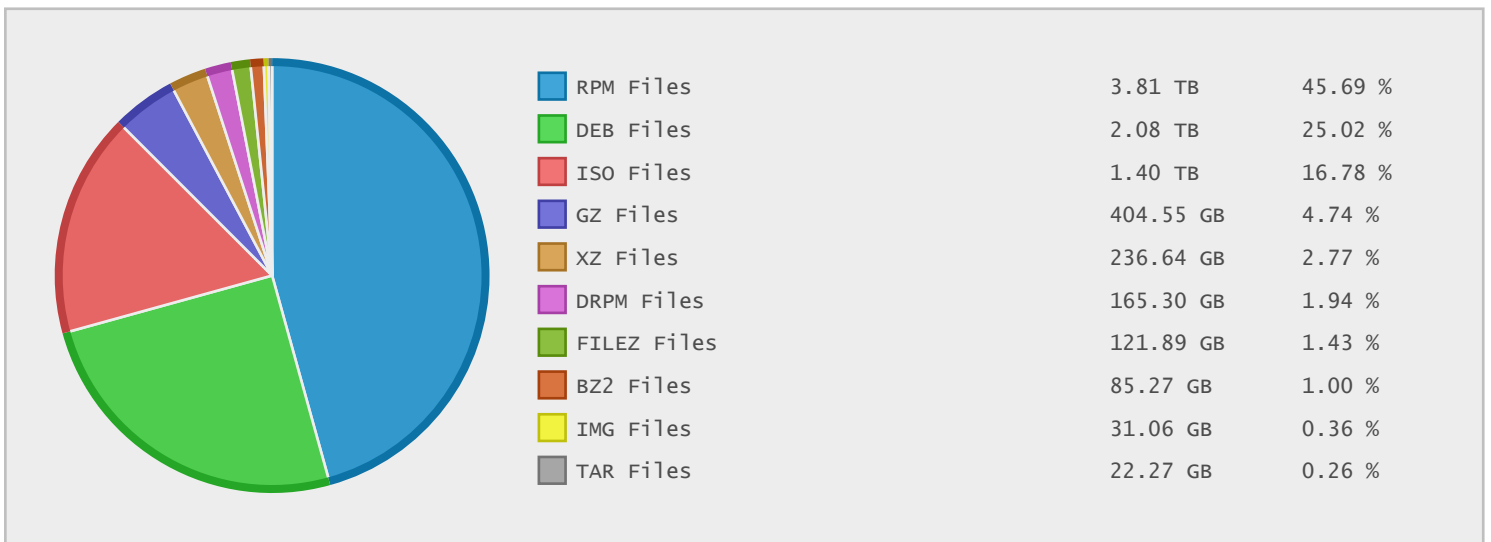 RPM Files 3.81 TB 45.69 %
DEB Files 2.08 TB 25.02 %
ISO Files 1.40 TB 16.78 %
GZ Files 404.55 GB 4.74 %
XZ Files 236.64 GB 2.77 %
DRPM Files 165.30 GB 1.94 %
FILEZ Files 121.89 GB 1.43 %
BZ2 Files 85.27 GB 1.00 %
IMG Files 31.06 GB 0.36 %
TAR Files 22.27 GB 0.26 %